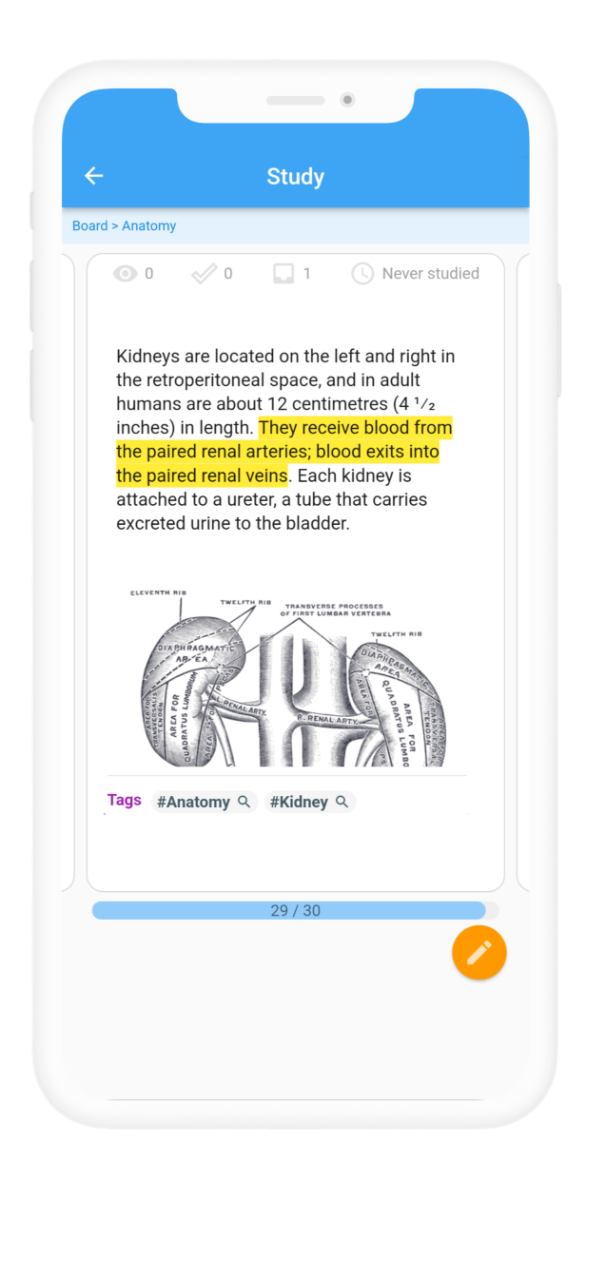 Study
Board > Anatomy
0 0 1 Never studied
Kidneys are located on the left and right in
the retroperitoneal space, and in adult
humans are about 12 centimetres (4 ¹/₂
inches) in length. They receive blood from
the paired renal arteries; blood exits into
the paired renal veins. Each kidney is
attached to a ureter, a tube that carries
excreted urine to the bladder.
ELEVENTH RIB
TWELFTH RIB
TRANSVERSE PROCESSES
OF FIRST LUMBAR VERTEBRA
TWELFTH RIB
DIAPHRAGMATIC
AREA
DIAPHRAGMATIC
AREA
AREA FOR
QUADRATUS LUMBORUM
L. RENAL ARTY.
R. RENAL ARTY.
AREA FOR
QUADRATUS LUMBO
TENDON
Tags #Anatomy #Kidney
29 / 30